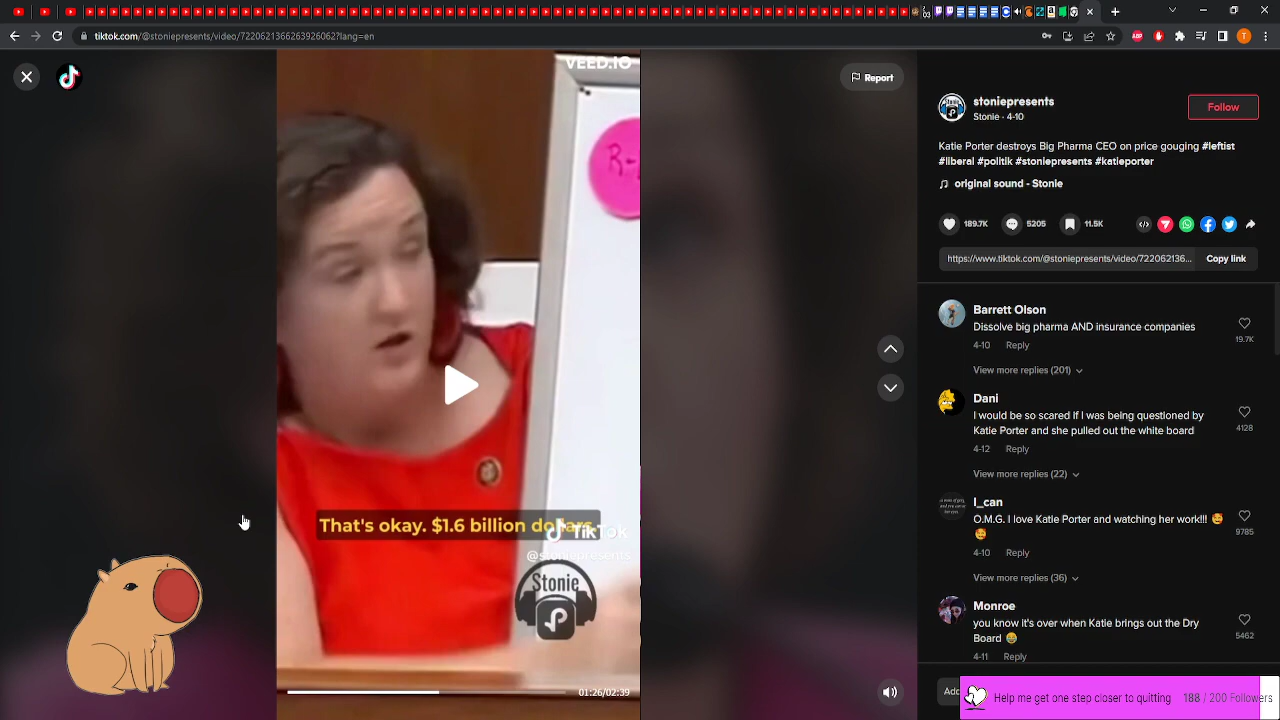 tiktok.com/@stoniepresents/video/7220621366263926062?lang=en
ABP
T
VEED.IO
R-
Report
That's okay. $1.6 billion dollars.
TikTok
@stoniepresents
Stonie
01:26/02:39
stoniepresents
Stonie · 4-10
Follow
Katie Porter destroys Big Pharma CEO on price gouging #leftist
#liberal #politik #stoniepresents #katieporter
original sound - Stonie
189.7K
5205
11.5K
https://www.tiktok.com/@stoniepresents/video/722062136...
Copy link
Barrett Olson
Dissolve big pharma AND insurance companies
19.7K
4-10 Reply
View more replies (201)
Dani
I would be so scared If I was being questioned by
Katie Porter and she pulled out the white board
4128
4-12 Reply
View more replies (22)
I_can
O.M.G. I love Katie Porter and watching her work 🥰
🥰
9785
4-10 Reply
View more replies (36)
Monroe
you know it's over when Katie brings out the Dry
Board 😅
5462
4-11 Reply
Add
Help me get one step closer to quitting 188 / 200 Follow